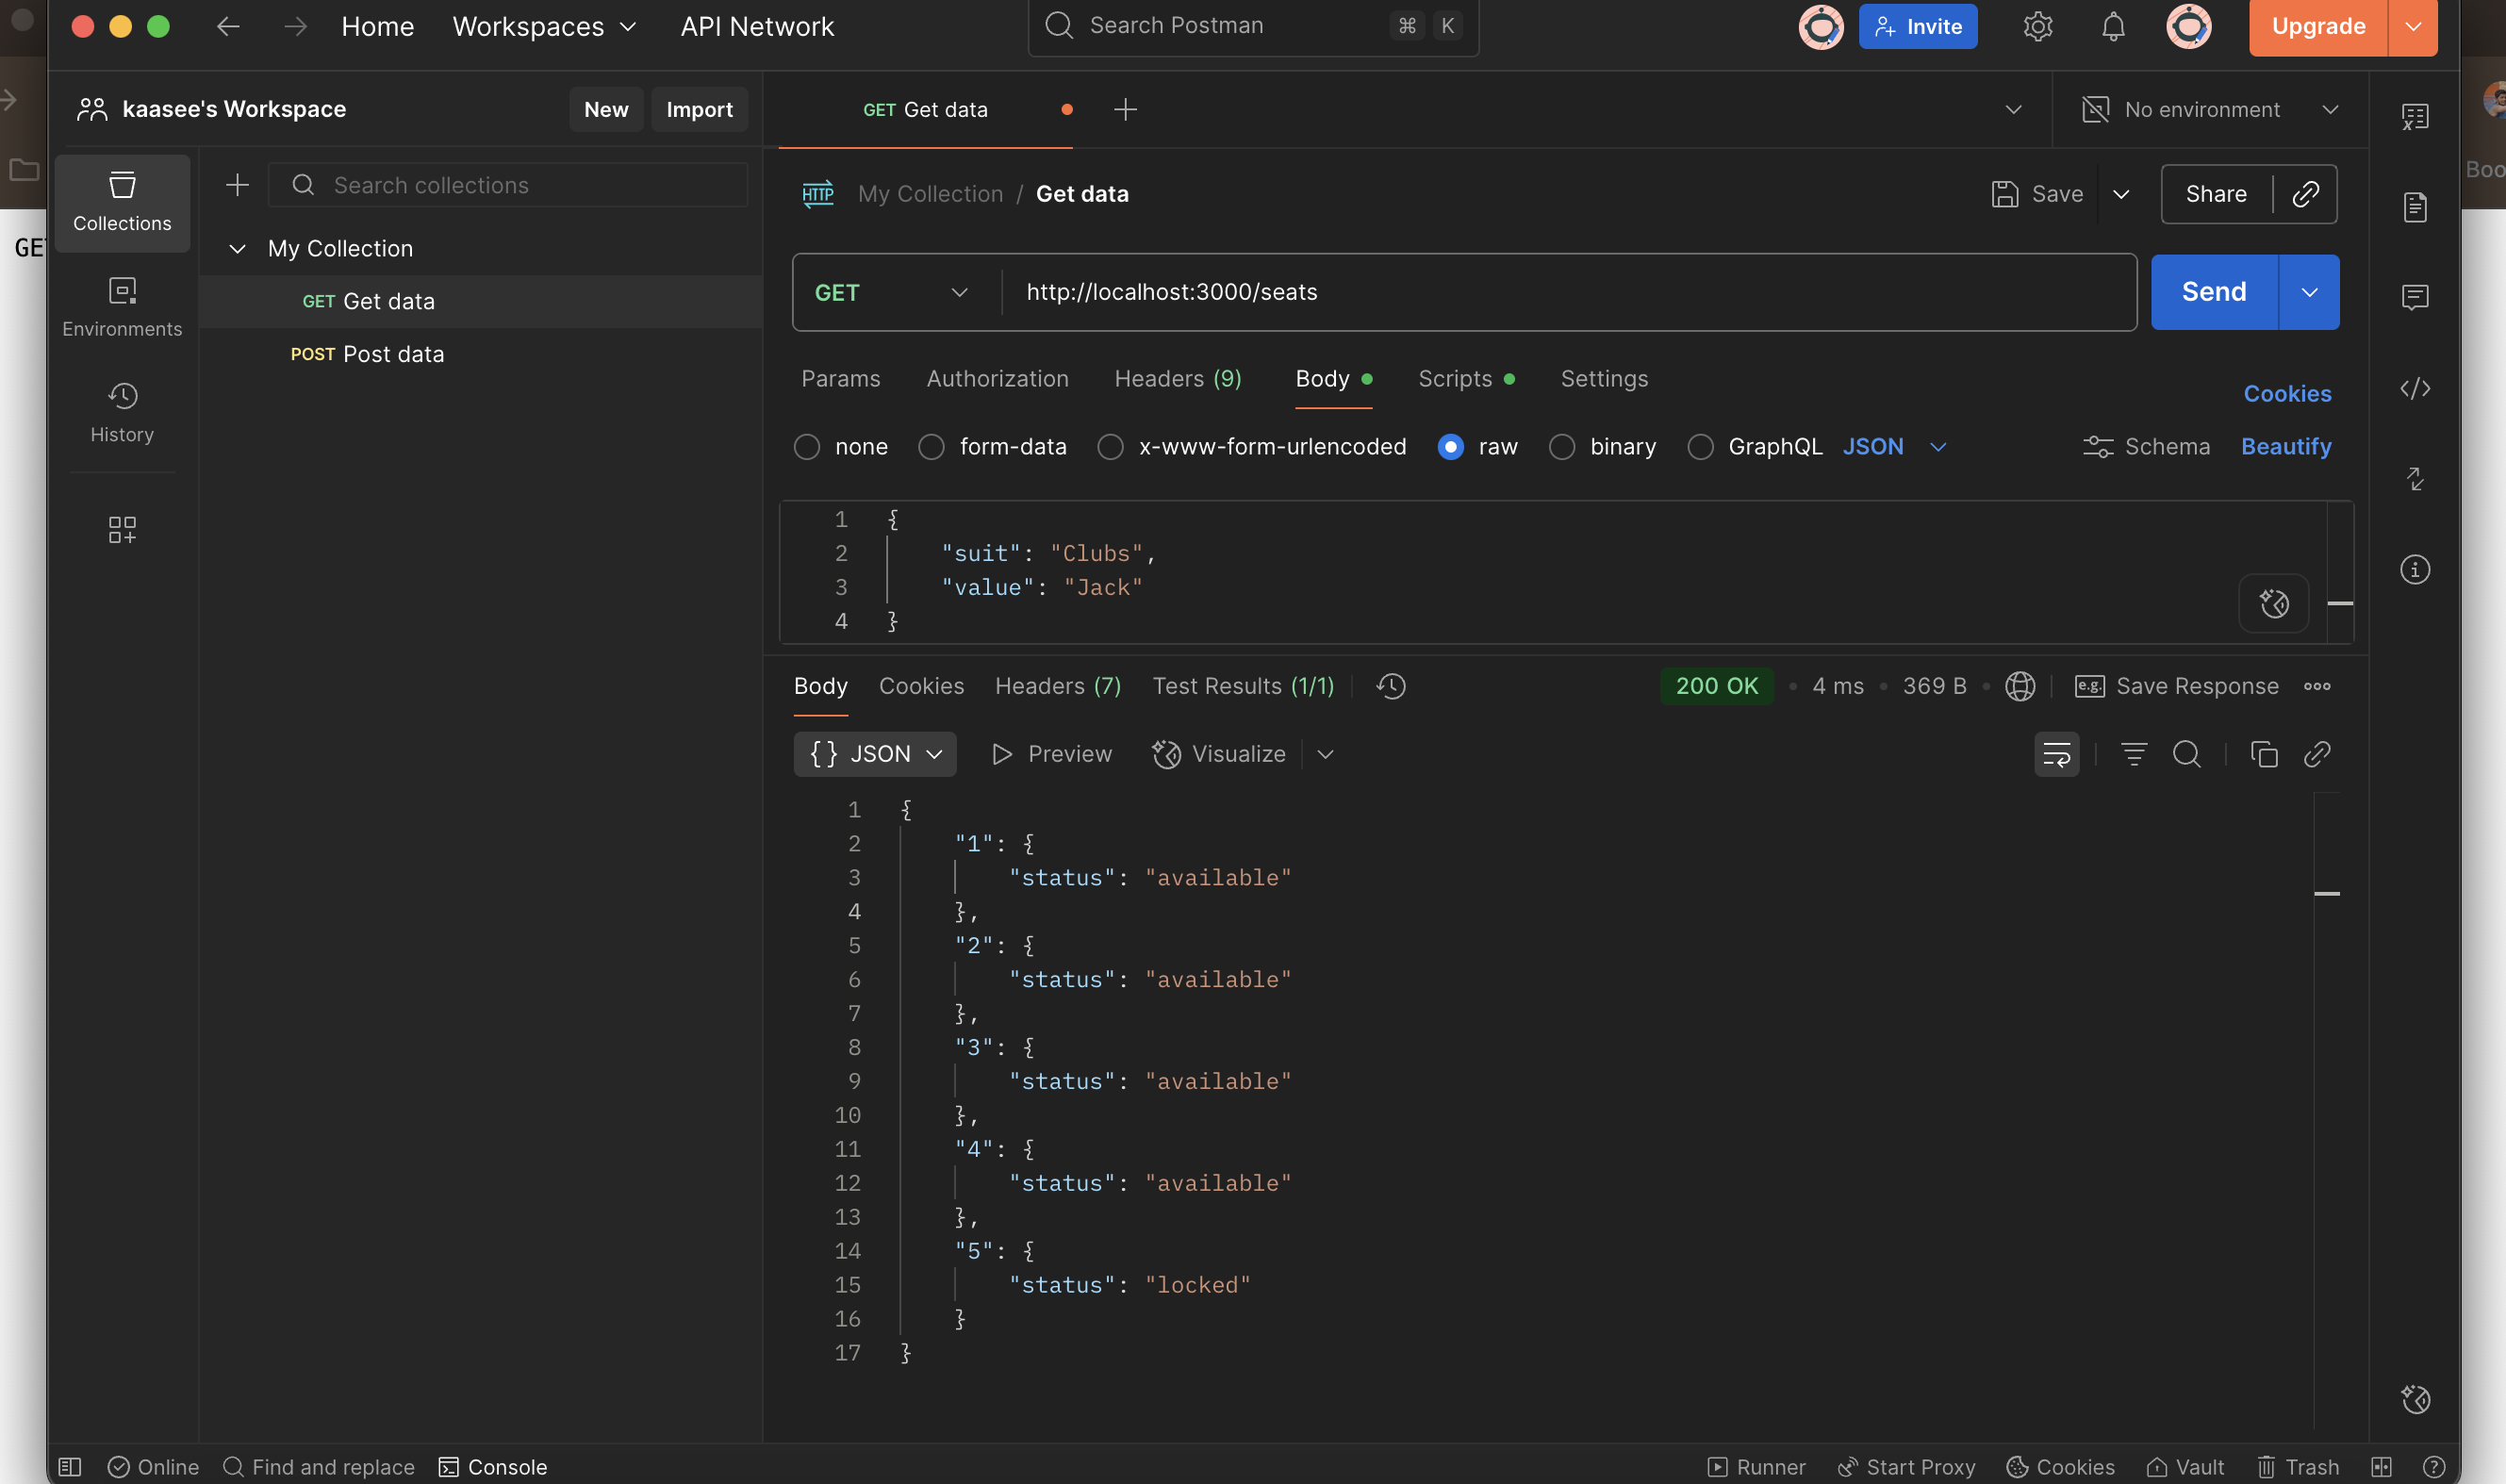 Home Workspaces API Network Search Postman ⌘ K Invite Upgrade
kaasee's Workspace New Import
GET Get data No environment
Search collections
Collections
HTTP My Collection / Get data Save Share
Boo
My Collection
GET Get data
POST Post data
Environments
History
GET http://localhost:3000/seats Send
Params Authorization Headers (9) Body Scripts Settings Cookies
none form-data x-www-form-urlencoded raw binary GraphQL JSON Schema Beautify
1 {
2 "suit": "Clubs",
3 "value": "Jack"
4 }
Body Cookies Headers (7) Test Results (1/1) 200 OK • 4 ms • 369 B • e.g. Save Response
{} JSON Preview Visualize
1 {
2 "1": {
3 "status": "available"
4 },
5 "2": {
6 "status": "available"
7 },
8 "3": {
9 "status": "available"
10 },
11 "4": {
12 "status": "available"
13 },
14 "5": {
15 "status": "locked"
16 }
17 }
Online Find and replace Console Runner Start Proxy Cookies Vault Trash